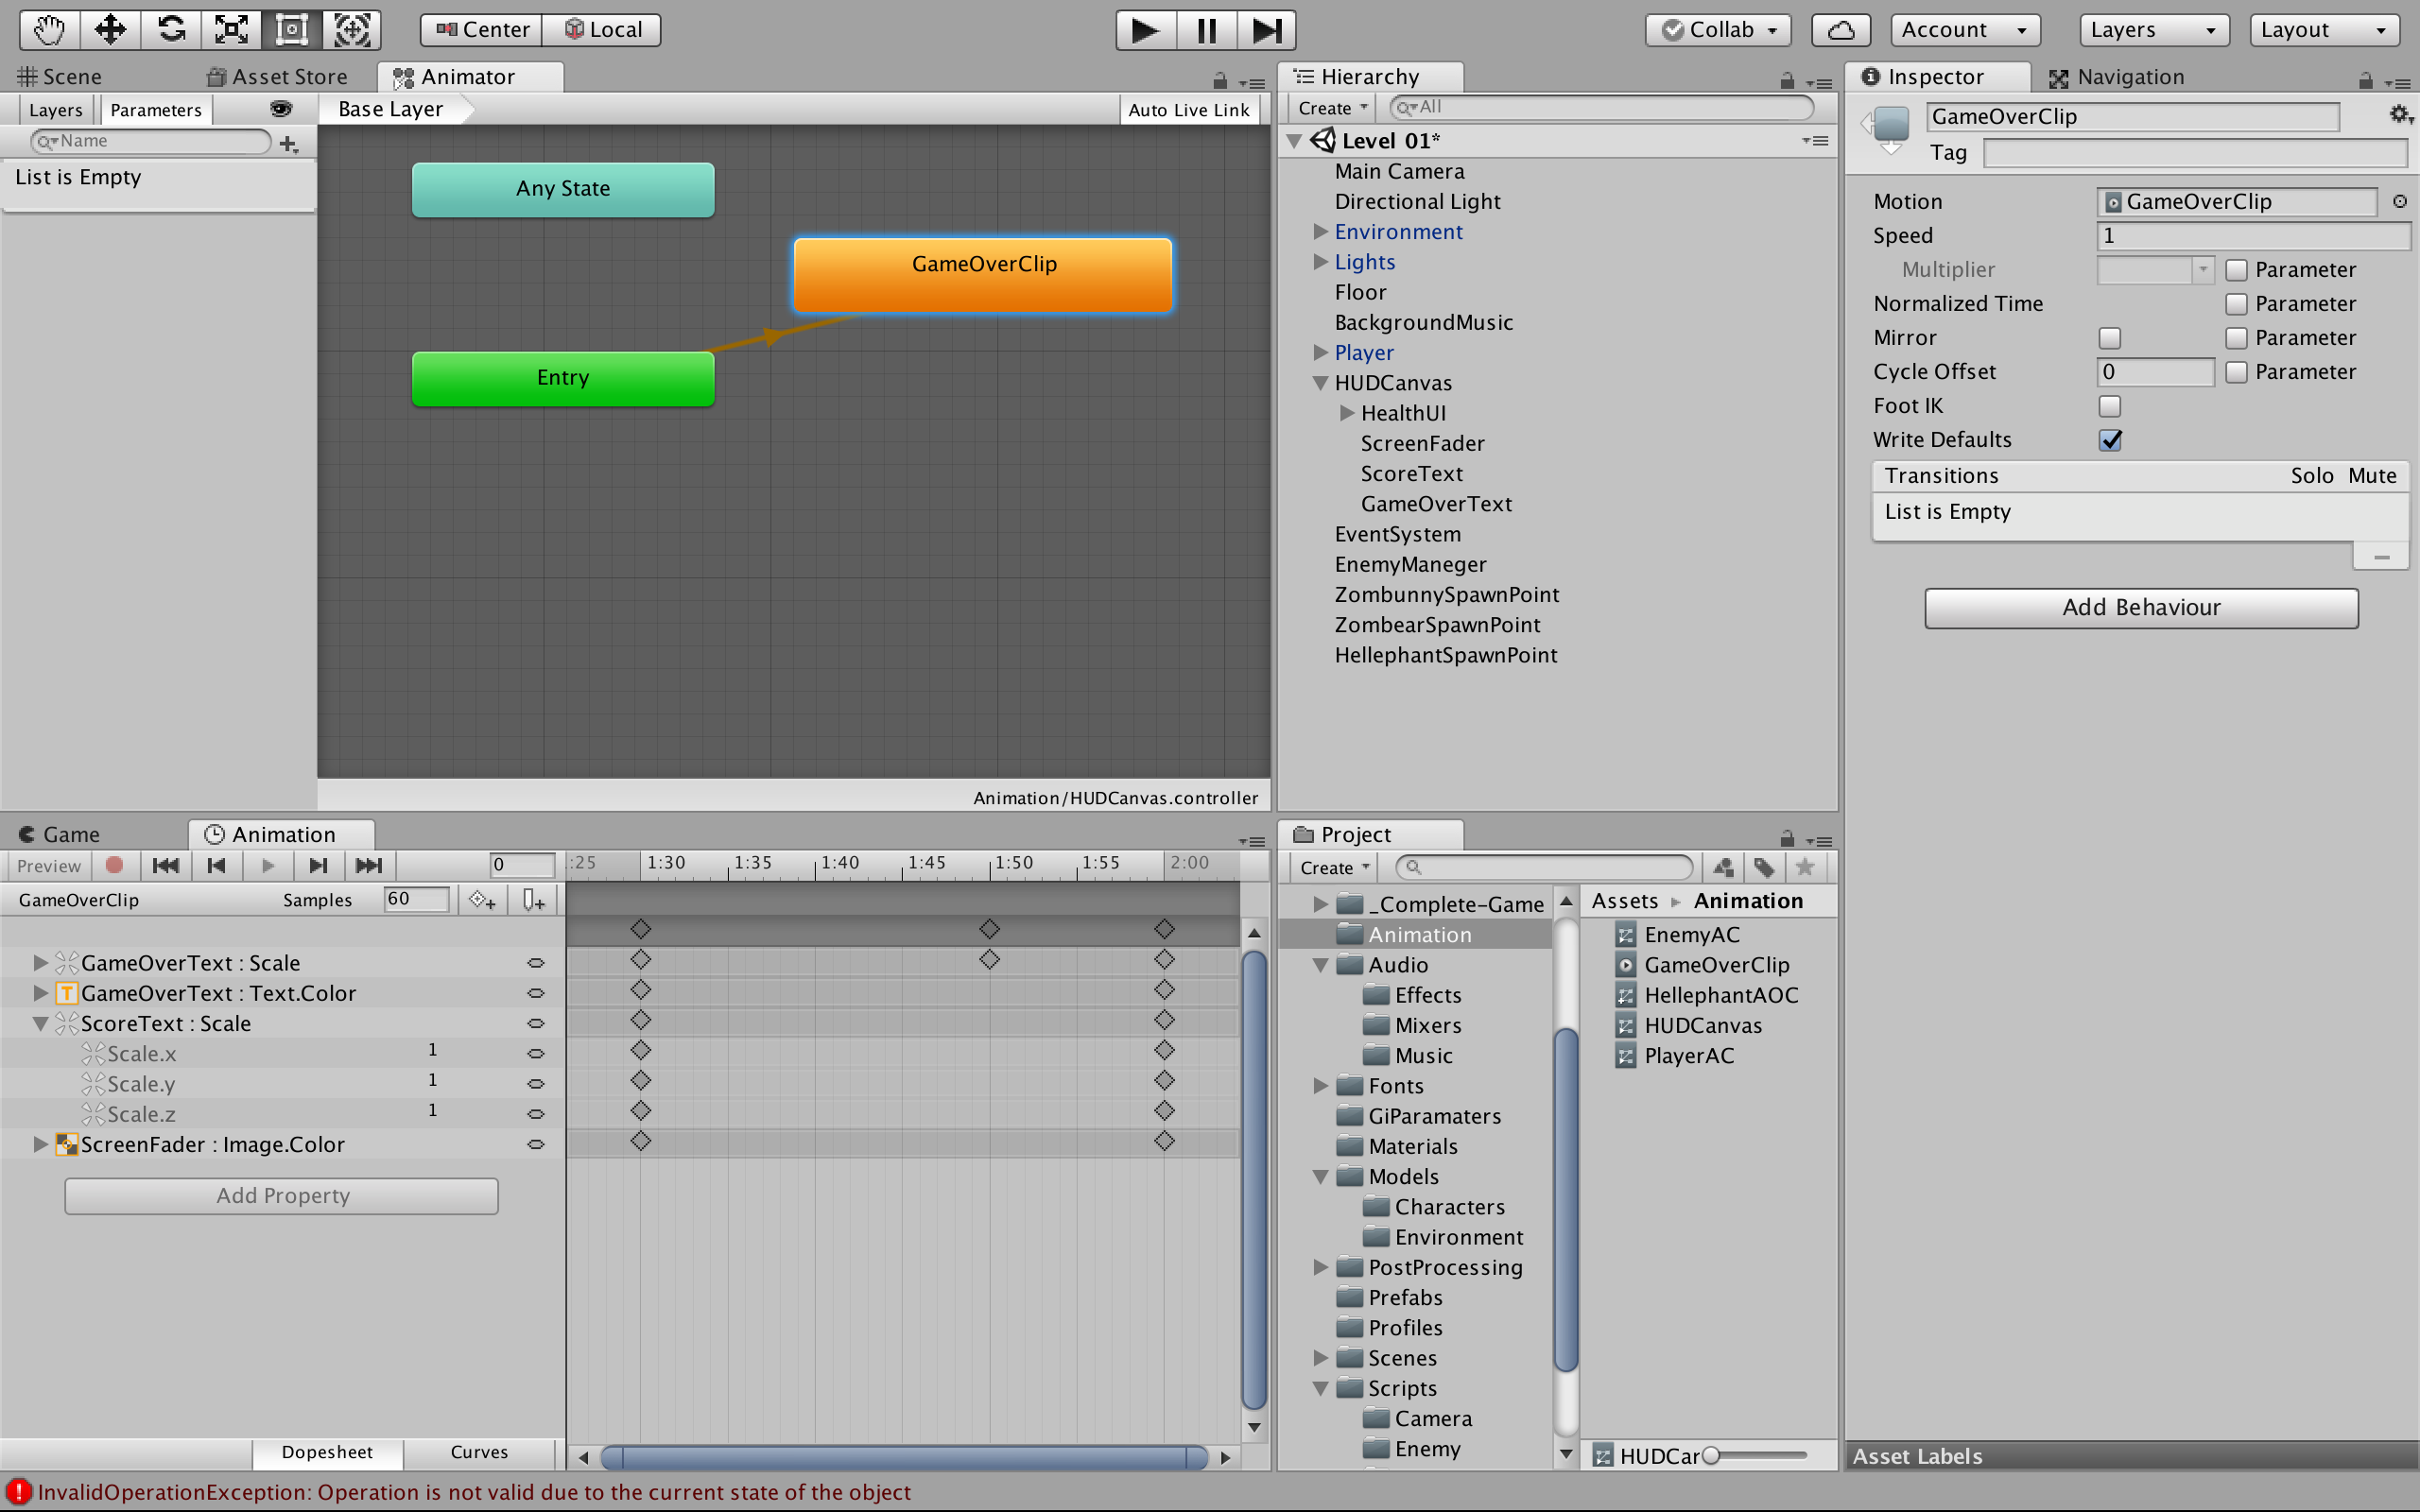 Center Local Collab Account Layers Layout
Scene Asset Store Animator
Layers Parameters Base Layer Auto Live Link
Name
List is Empty
Any State
GameOverClip
Entry
Animation/HUDCanvas.controller
Hierarchy
Create All
Level 01*
Main Camera
Directional Light
Environment
Lights
Floor
BackgroundMusic
Player
HUDCanvas
HealthUI
ScreenFader
ScoreText
GameOverText
EventSystem
EnemyManeger
ZombunnySpawnPoint
ZombearSpawnPoint
HellephantSpawnPoint
Inspector Navigation
GameOverClip
Tag
Motion GameOverClip
Speed 1
Multiplier Parameter
Normalized Time Parameter
Mirror Parameter
Cycle Offset 0 Parameter
Foot IK
Write Defaults
Transitions Solo Mute
List is Empty
Add Behaviour
Asset Labels
Game Animation
Preview 0 :25 1:30 1:35 1:40 1:45 1:50 1:55 2:00
GameOverClip Samples 60
GameOverText : Scale
GameOverText : Text.Color
ScoreText : Scale
Scale.x 1
Scale.y 1
Scale.z 1
ScreenFader : Image.Color
Add Property
Dopesheet Curves
Project
Create
_Complete-Game
Animation
Audio
Effects
Mixers
Music
Fonts
GiParamaters
Materials
Models
Characters
Environment
PostProcessing
Prefabs
Profiles
Scenes
Scripts
Camera
Enemy
Assets Animation
EnemyAC
GameOverClip
HellephantAOC
HUDCanvas
PlayerAC
HUDCar
InvalidOperationException: Operation is not valid due to the current state of the object